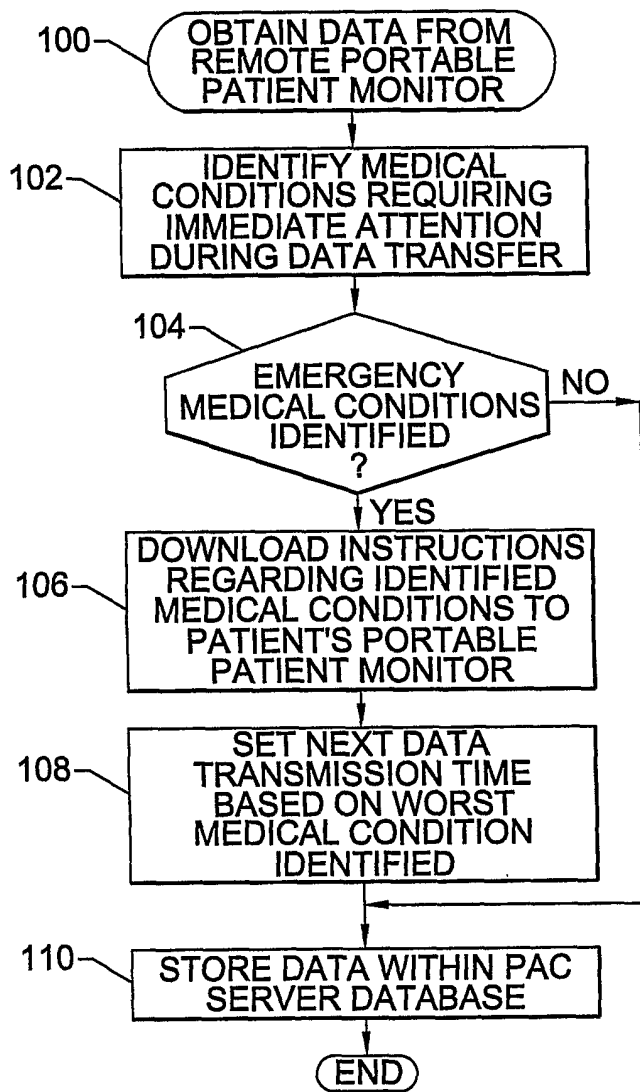 100
OBTAIN DATA FROM
REMOTE PORTABLE
PATIENT MONITOR
102
IDENTIFY MEDICAL
CONDITIONS REQUIRING
IMMEDIATE ATTENTION
DURING DATA TRANSFER
104
EMERGENCY
MEDICAL CONDITIONS
IDENTIFIED
?
NO
YES
106
DOWNLOAD INSTRUCTIONS
REGARDING IDENTIFIED
MEDICAL CONDITIONS TO
PATIENT'S PORTABLE
PATIENT MONITOR
108
SET NEXT DATA
TRANSMISSION TIME
BASED ON WORST
MEDICAL CONDITION
IDENTIFIED
110
STORE DATA WITHIN PAC
SERVER DATABASE
END